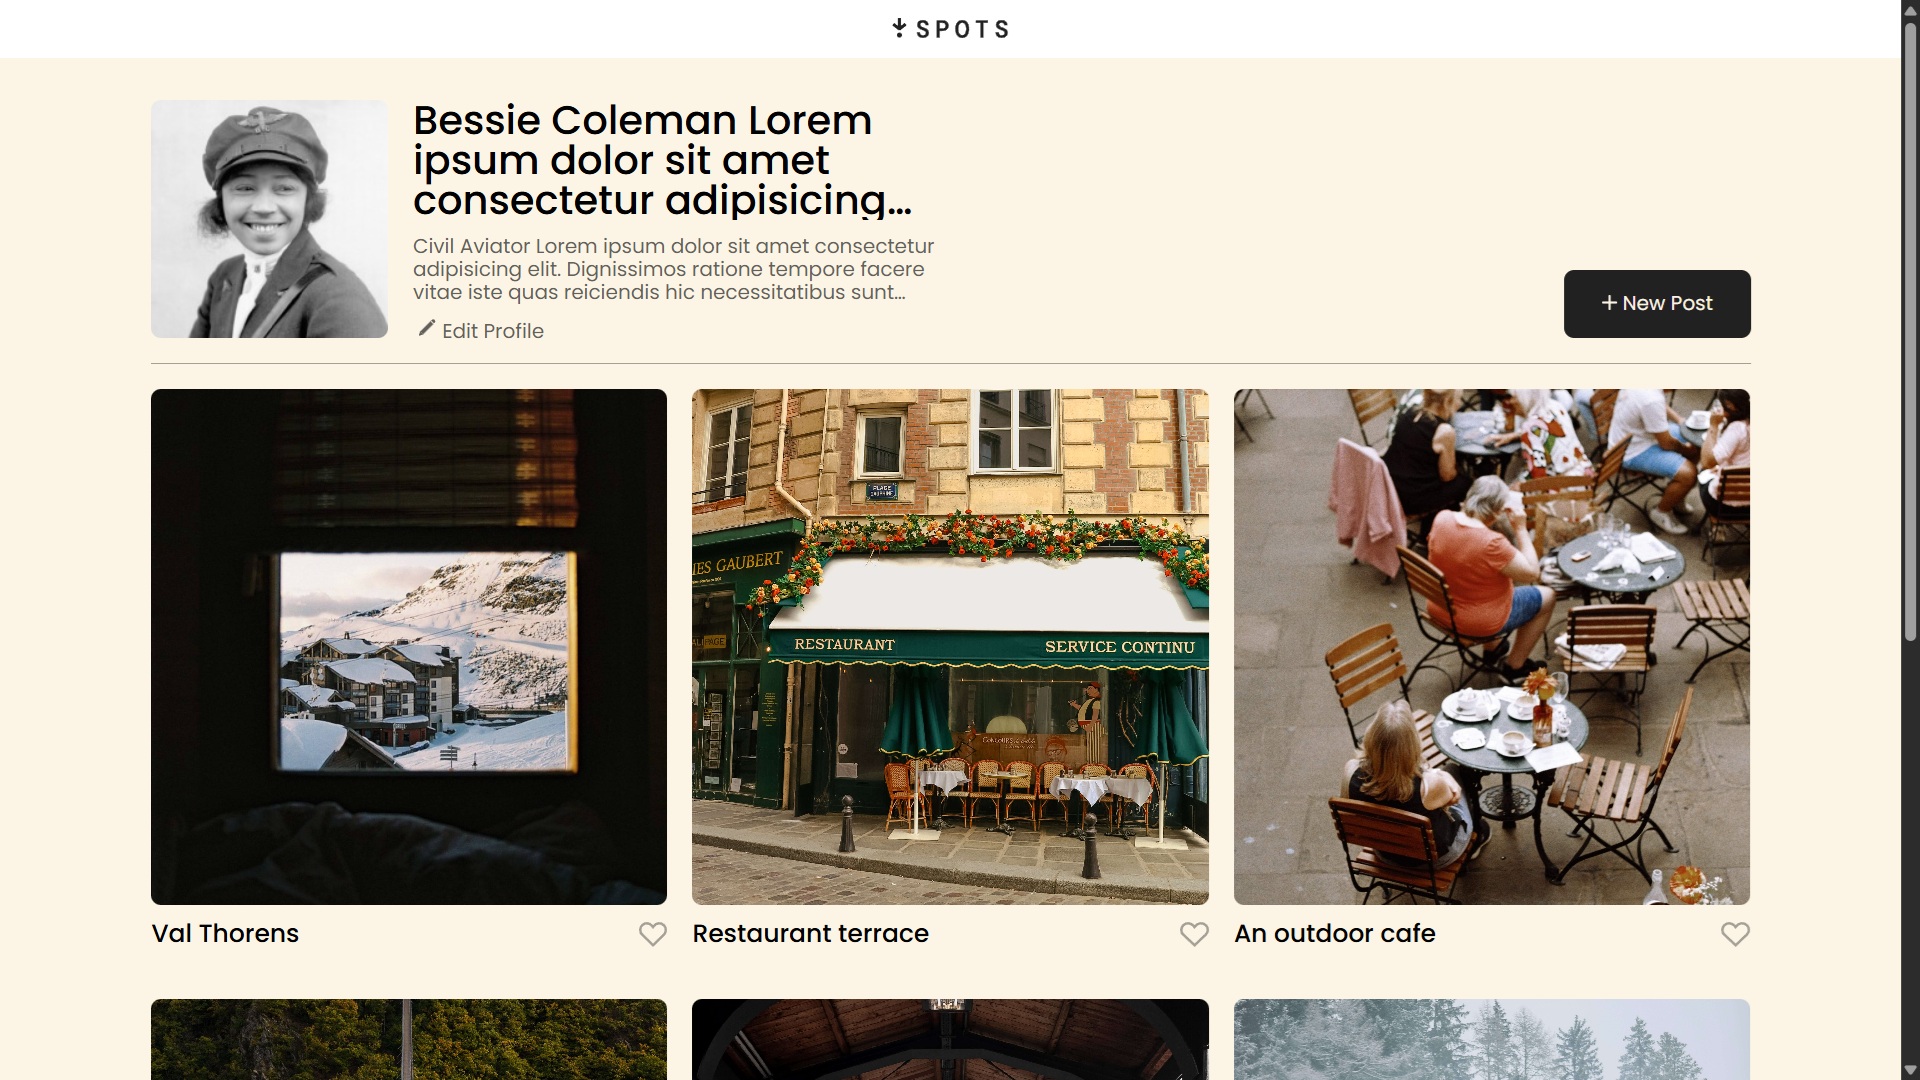 SPOTS
Bessie Coleman Lorem
ipsum dolor sit amet
consectetur adipisicing...
Civil Aviator Lorem ipsum dolor sit amet consectetur
adipisicing elit. Dignissimos ratione tempore facere
vitae iste quas reiciendis hic necessitatibus sunt...
Edit Profile
+ New Post
PLACE
DAUPHINE
IES GAUBERT
RESTAURANT
SERVICE CONTINU
Val Thorens
Restaurant terrace
An outdoor cafe